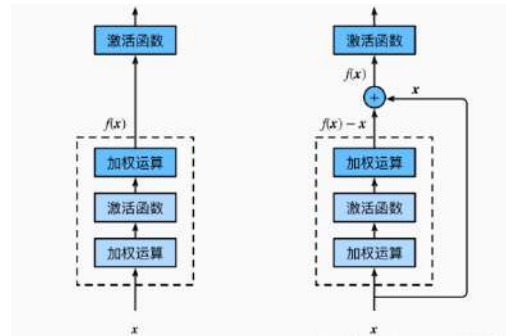 激活函数
f(x)
加权运算
激活函数
加权运算
x
激活函数
f(x)
x
+
f(x) − x
加权运算
激活函数
加权运算
x